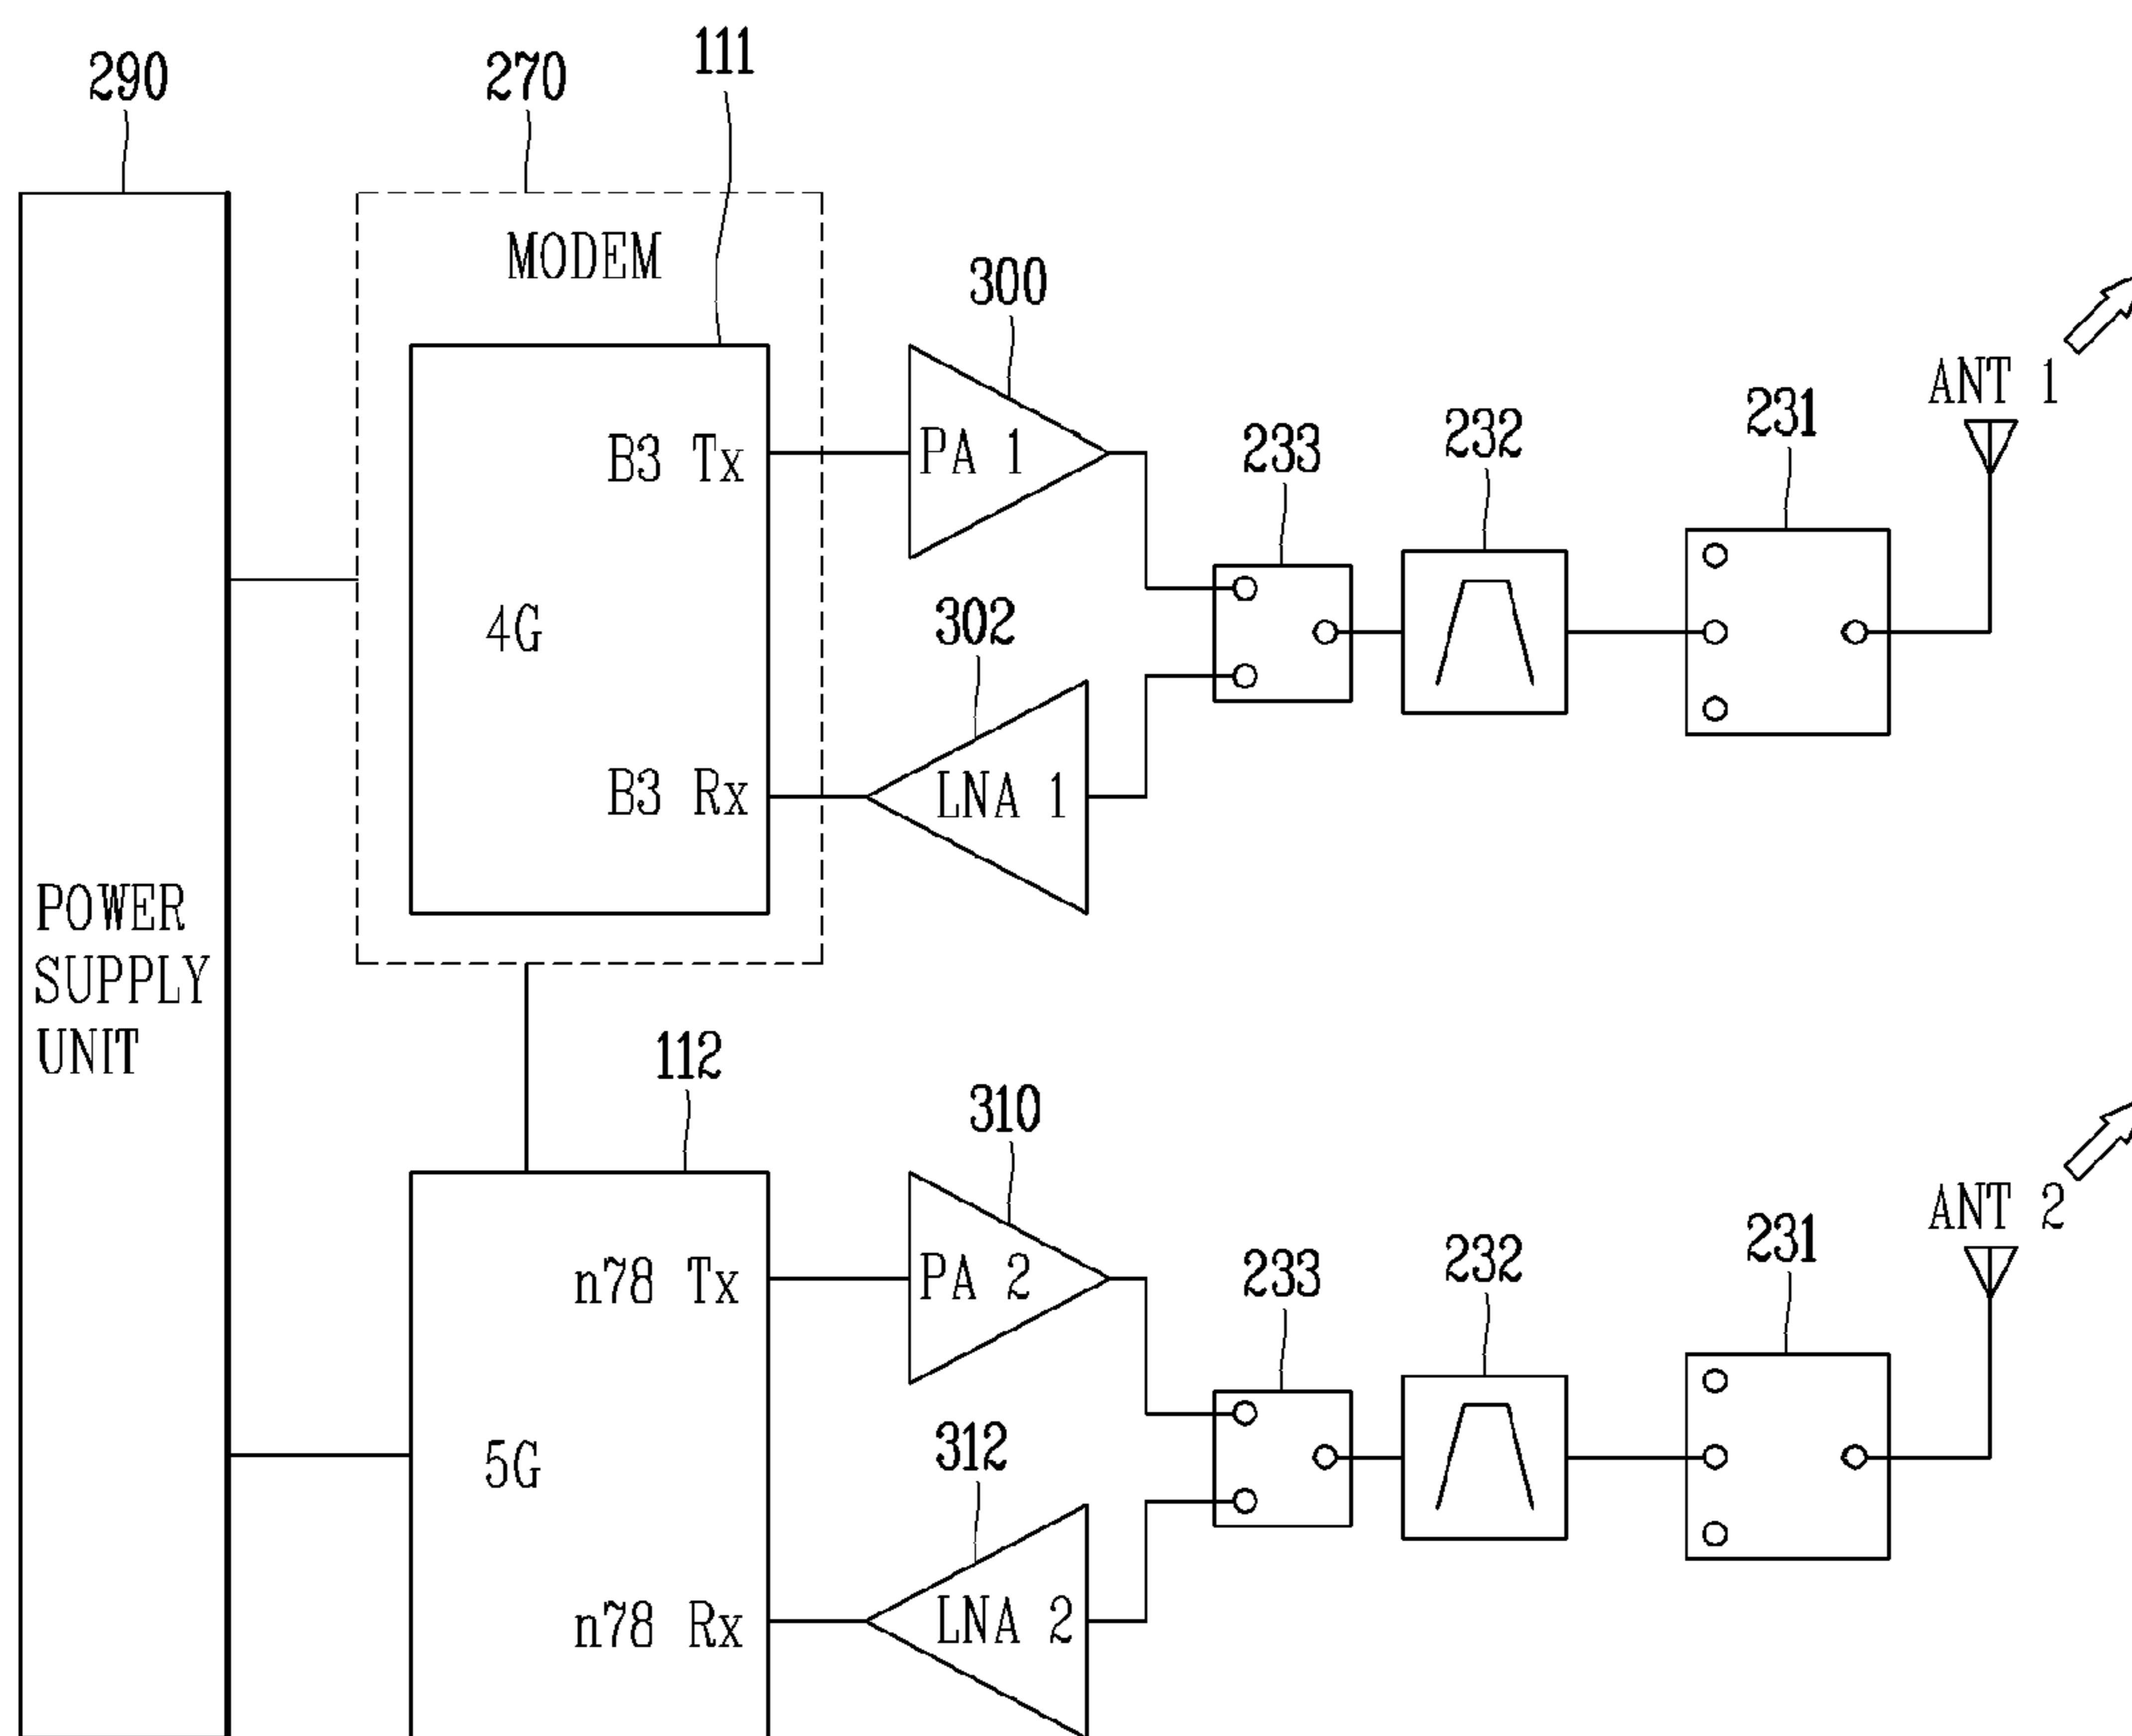 290
270
111
MODEM
300
ANT 1
231
232
233
PA 1
B3 Tx
302
4G
B3 Rx
LNA 1
POWER
SUPPLY
UNIT
112
310
ANT 2
231
232
233
n78 Tx
PA 2
312
5G
n78 Rx
LNA 2